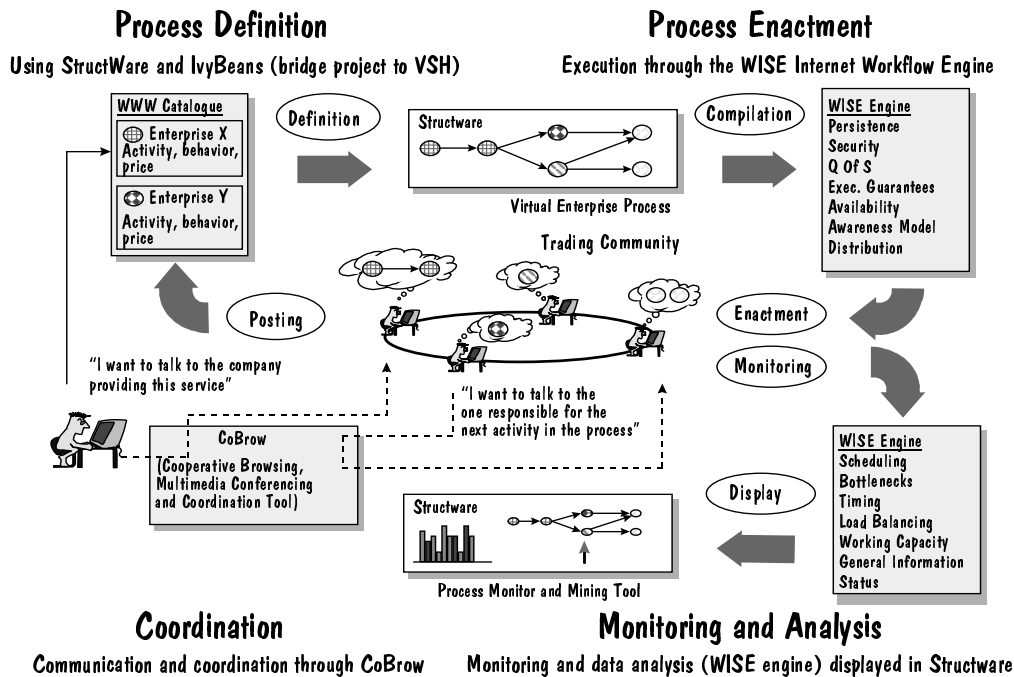 Process Definition
Using StructWare and IvyBeans (bridge project to VSH)
Process Enactment
Execution through the WISE Internet Workflow Engine
WWW Catalogue
Enterprise X
Activity, behavior,
price
Enterprise Y
Activity, behavior,
price
Definition
Structware
Virtual Enterprise Process
Compilation
WISE Engine
Persistence
Security
Q Of S
Exec. Guarantees
Availability
Awareness Model
Distribution
Trading Community
Posting
Enactment
Monitoring
“I want to talk to the company
providing this service”
“I want to talk to the
one responsible for the
next activity in the process”
CoBrow
(Cooperative Browsing,
Multimedia Conferencing
and Coordination Tool)
Structware
Process Monitor and Mining Tool
Display
WISE Engine
Scheduling
Bottlenecks
Timing
Load Balancing
Working Capacity
General Information
Status
Coordination
Communication and coordination through CoBrow
Monitoring and Analysis
Monitoring and data analysis (WISE engine) displayed in Structware